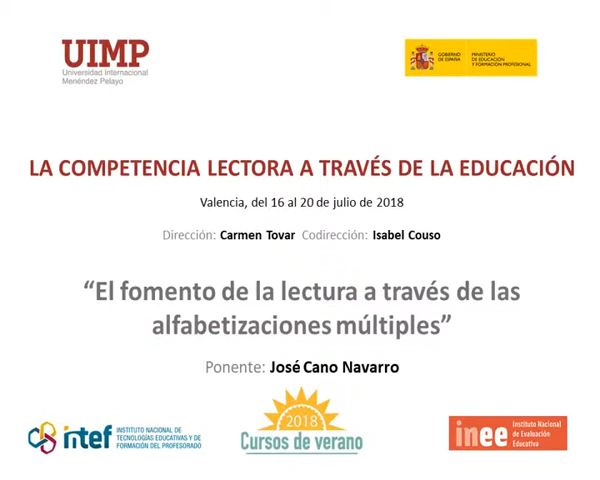 UIMP
Universidad Internacional
Menéndez Pelayo
GOBIERNO
DE ESPAÑA
MINISTERIO
DE EDUCACIÓN
Y FORMACIÓN PROFESIONAL
LA COMPETENCIA LECTORA A TRAVÉS DE LA EDUCACIÓN
Valencia, del 16 al 20 de julio de 2018
Dirección: Carmen Tovar Codirección: Isabel Couso
“El fomento de la lectura a través de las
alfabetizaciones múltiples”
Ponente: José Cano Navarro
intef
INSTITUTO NACIONAL DE
TECNOLOGÍAS EDUCATIVAS Y DE
FORMACIÓN DEL PROFESORADO
2018
Cursos de verano
inee
Instituto Nacional
de Evaluación
Educativa